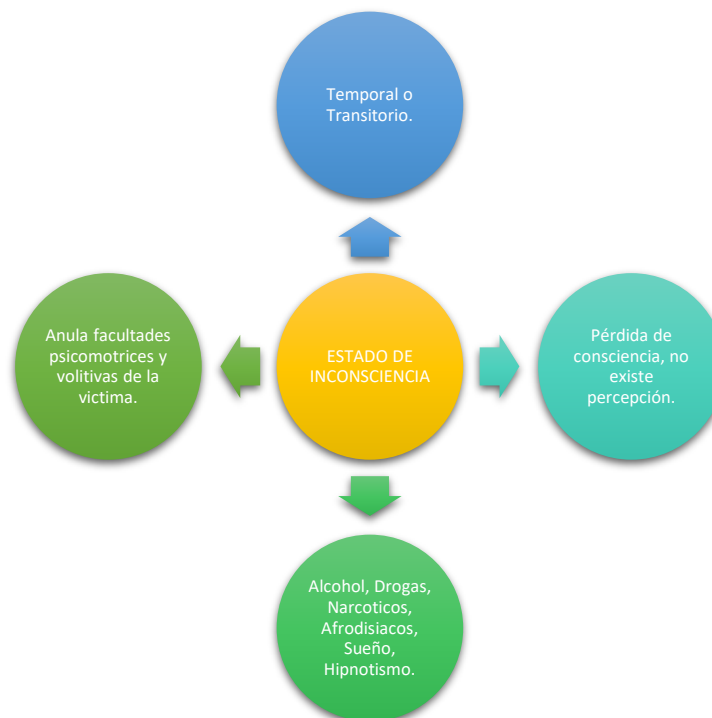 Temporal o
Transitorio.
Anula facultades
psicomotrices y
volitivas de la
victima.
ESTADO DE
INCONSCIENCIA
Pérdida de
consciencia, no
existe
percepción.
Alcohol, Drogas,
Narcoticos,
Afrodisiacos,
Sueño,
Hipnotismo.